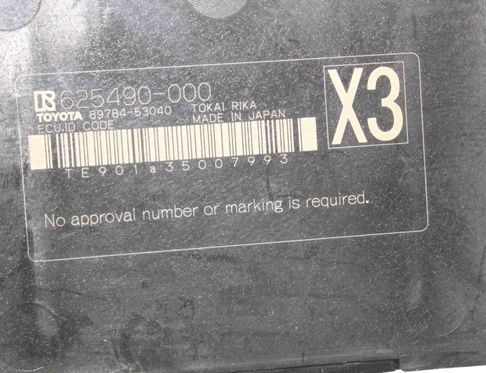 625490-000
TOYOTA 89784-53040 TOKAI RIKA
ECU.ID CODE MADE IN JAPAN
X3
TE901a35007993
No approval number or marking is required.